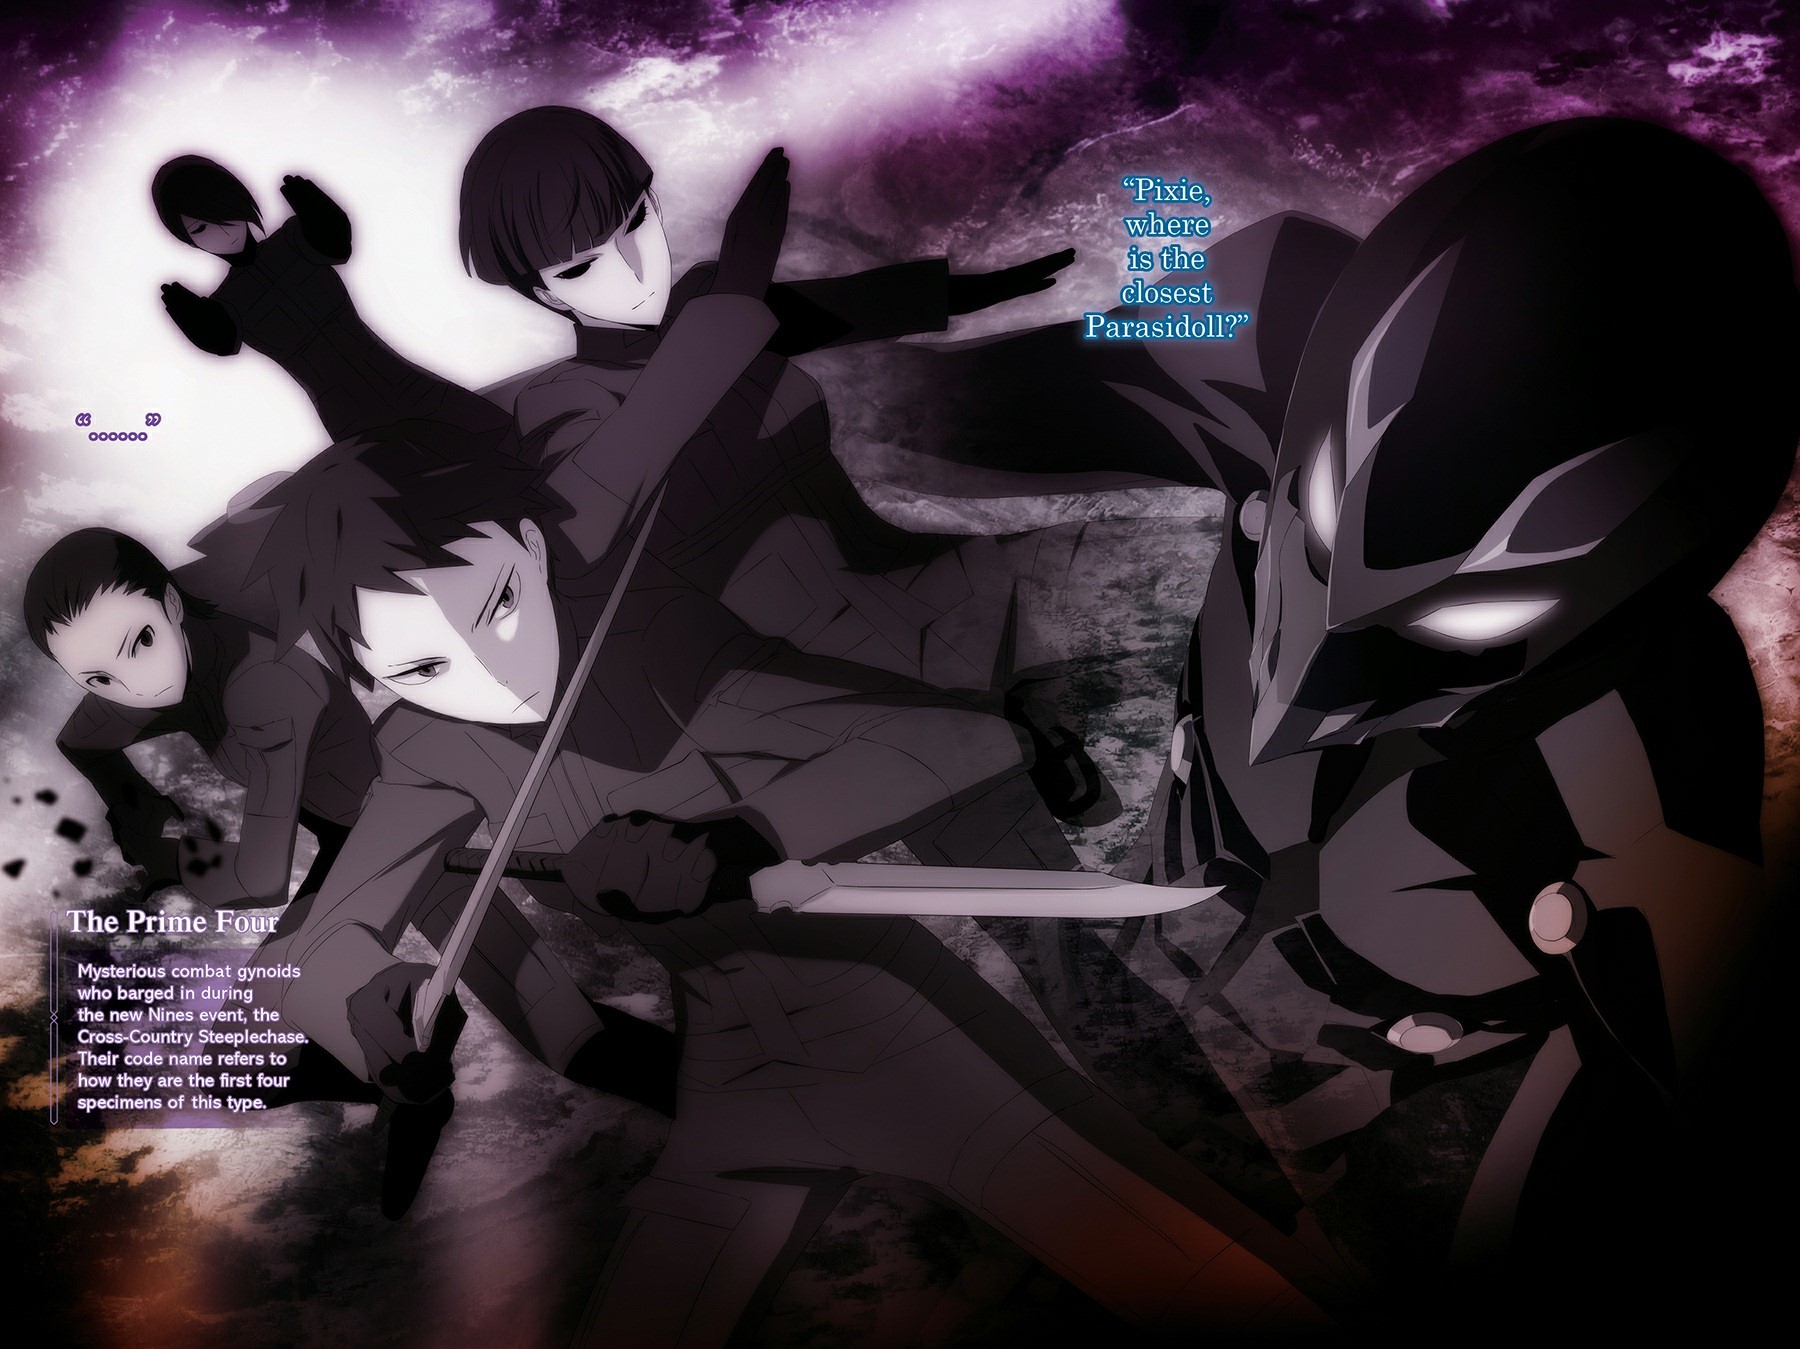 “Pixie,
where
is the
closest
Parasidoll?”
“......”
The Prime Four
Mysterious combat gynoids
who barged in during
the new Nines event, the
Cross-Country Steeplechase.
Their code name refers to
how they are the first four
specimens of this type.